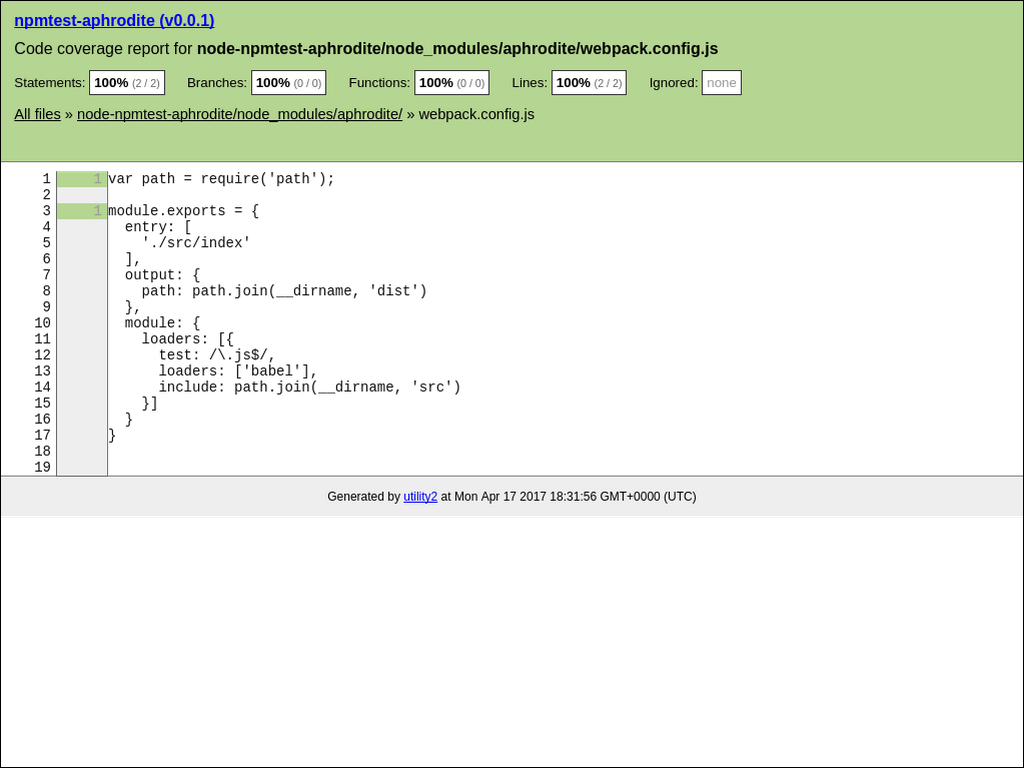 npmtest-aphrodite (v0.0.1)
Code coverage report for node-npmtest-aphrodite/node_modules/aphrodite/webpack.config.js
Statements: 100% (2 / 2) Branches: 100% (0 / 0) Functions: 100% (0 / 0) Lines: 100% (2 / 2) Ignored: none
All files » node-npmtest-aphrodite/node_modules/aphrodite/ » webpack.config.js
1 1 var path = require('path');
2
3 1 module.exports = {
4   entry: [
5     './src/index'
6   ],
7   output: {
8     path: path.join(__dirname, 'dist')
9   },
10   module: {
11     loaders: [{
12       test: /\.js$/,
13       loaders: ['babel'],
14       include: path.join(__dirname, 'src')
15     }]
16   }
17 }
18
19
Generated by utility2 at Mon Apr 17 2017 18:31:56 GMT+0000 (UTC)